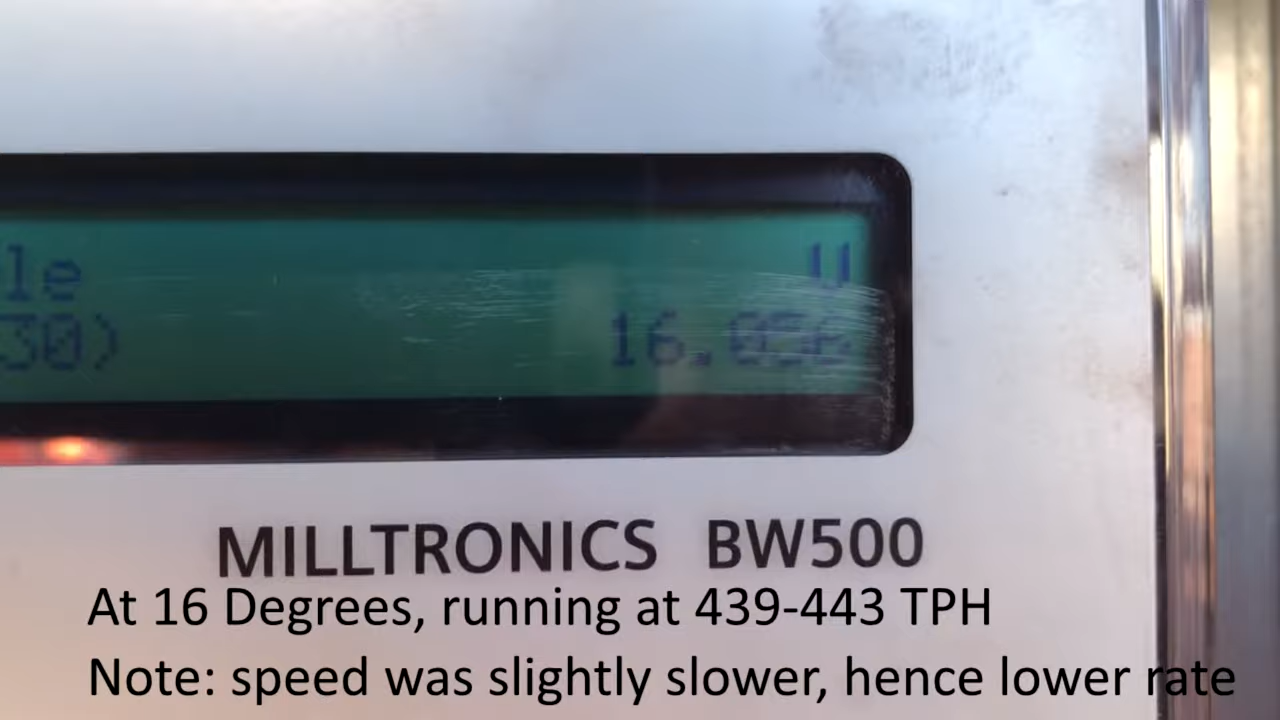 le V
30) 16.056
MILLTRONICS BW500
At 16 Degrees, running at 439-443 TPH
Note: speed was slightly slower, hence lower rate